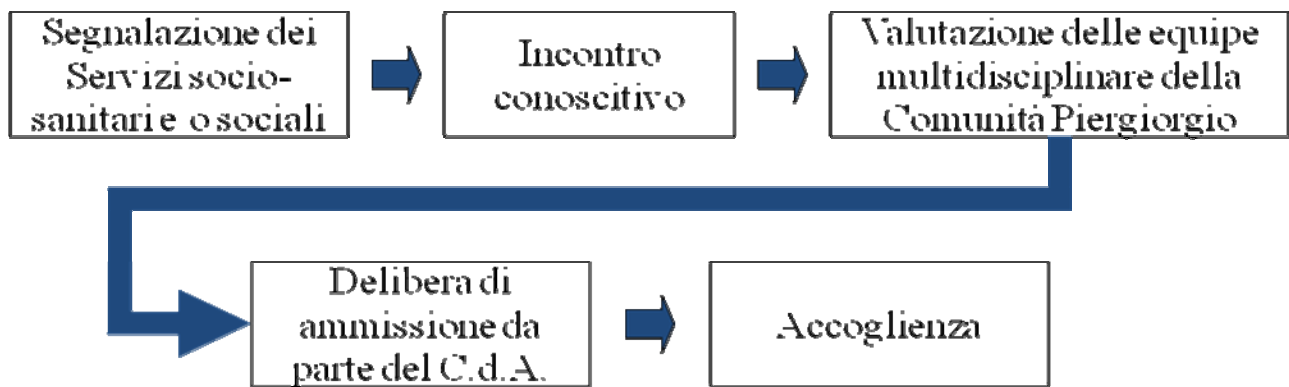 Segnalazione dei
Servizi socio-
sanitari e o sociali
Incontro
conoscitivo
Valutazione delle equipe
multidisciplinare della
Comunità Piergiorgio
Delibera di
ammissione da
parte del C.d.A.
Accoglienza